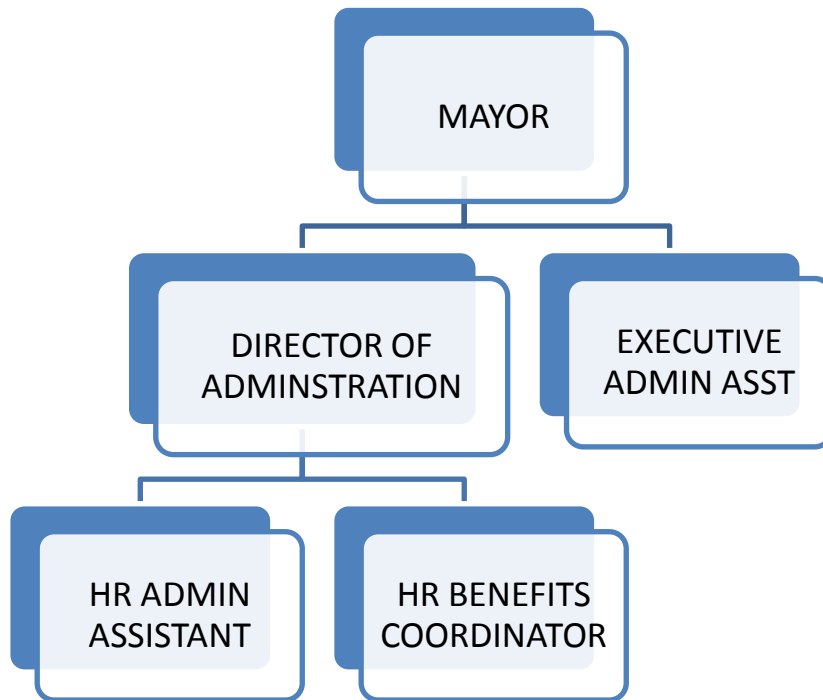 MAYOR
DIRECTOR OF
ADMINSTRATION
EXECUTIVE
ADMIN ASST
HR ADMIN
ASSISTANT
HR BENEFITS
COORDINATOR